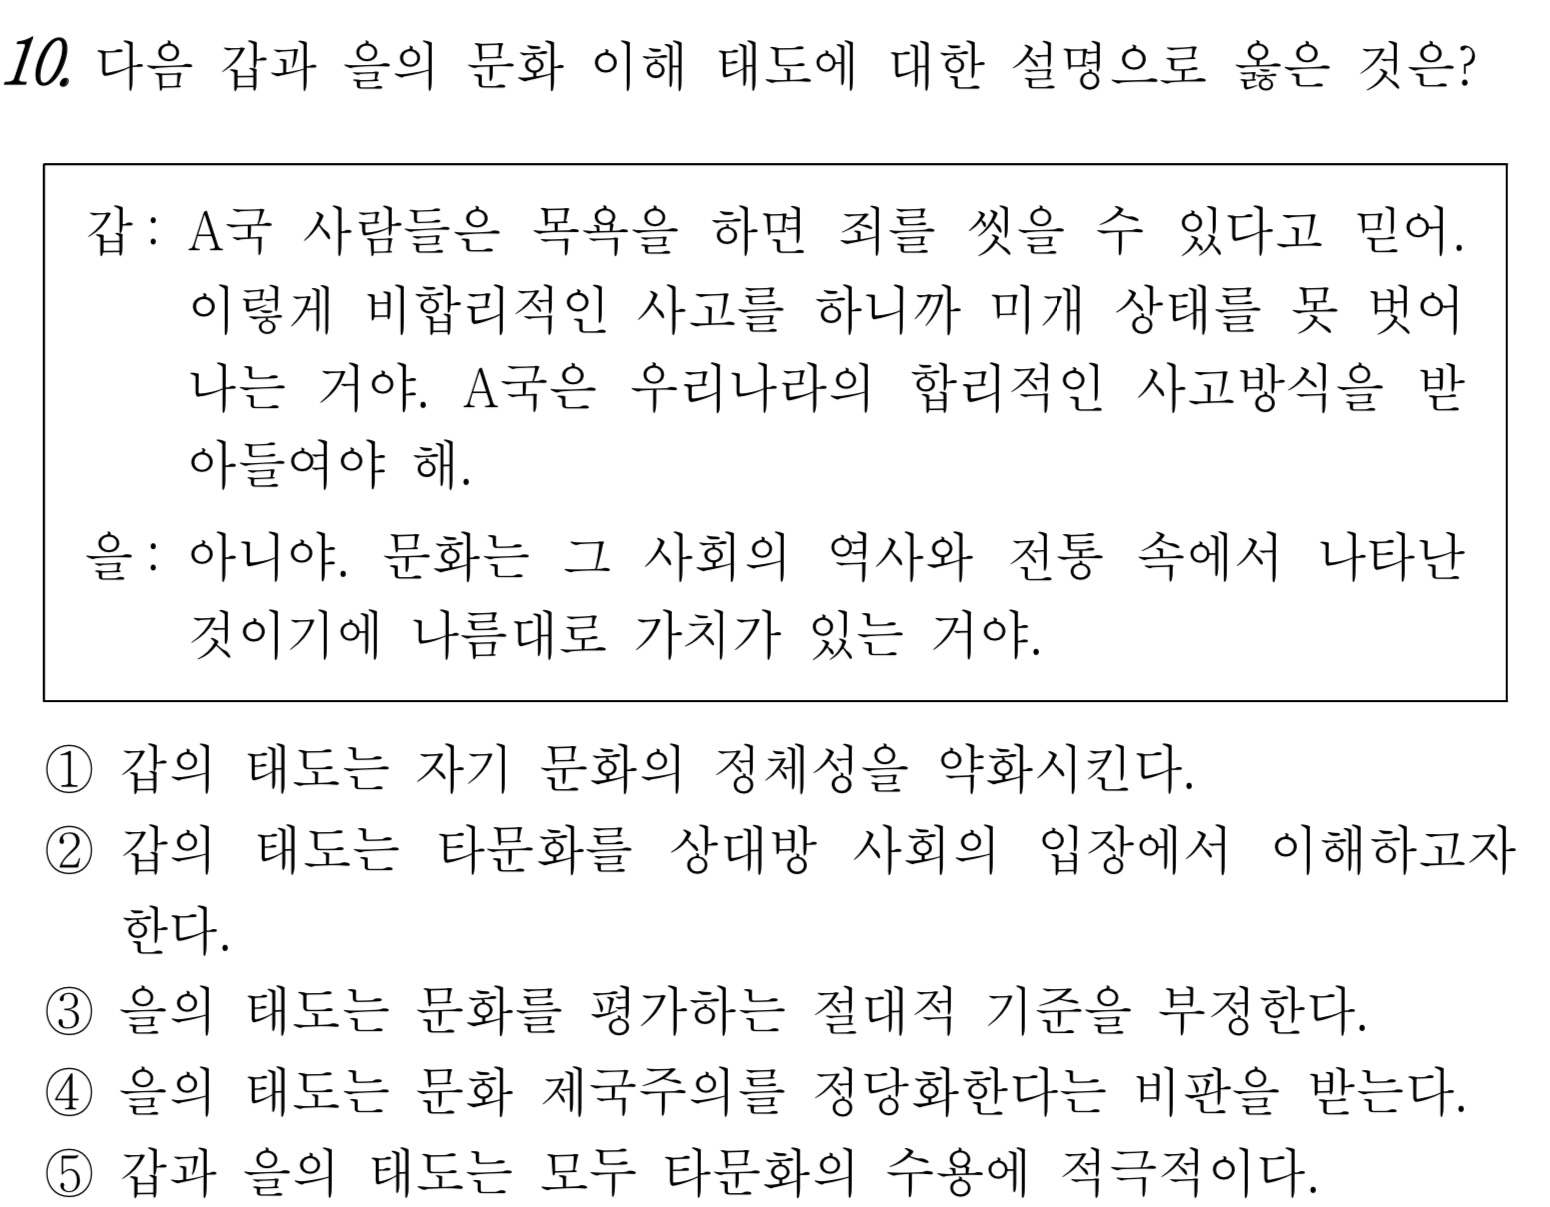 10. 다음 갑과 을의 문화 이해 태도에 대한 설명으로 옳은 것은?
갑: A국 사람들은 목욕을 하면 죄를 씻을 수 있다고 믿어.
이렇게 비합리적인 사고를 하니까 미개 상태를 못 벗어
나는 거야. A국은 우리나라의 합리적인 사고방식을 받
아들여야 해.
을: 아니야. 문화는 그 사회의 역사와 전통 속에서 나타난
것이기에 나름대로 가치가 있는 거야.
① 갑의 태도는 자기 문화의 정체성을 약화시킨다.
② 갑의 태도는 타문화를 상대방 사회의 입장에서 이해하고자
한다.
③ 을의 태도는 문화를 평가하는 절대적 기준을 부정한다.
④ 을의 태도는 문화 제국주의를 정당화한다는 비판을 받는다.
⑤ 갑과 을의 태도는 모두 타문화의 수용에 적극적이다.